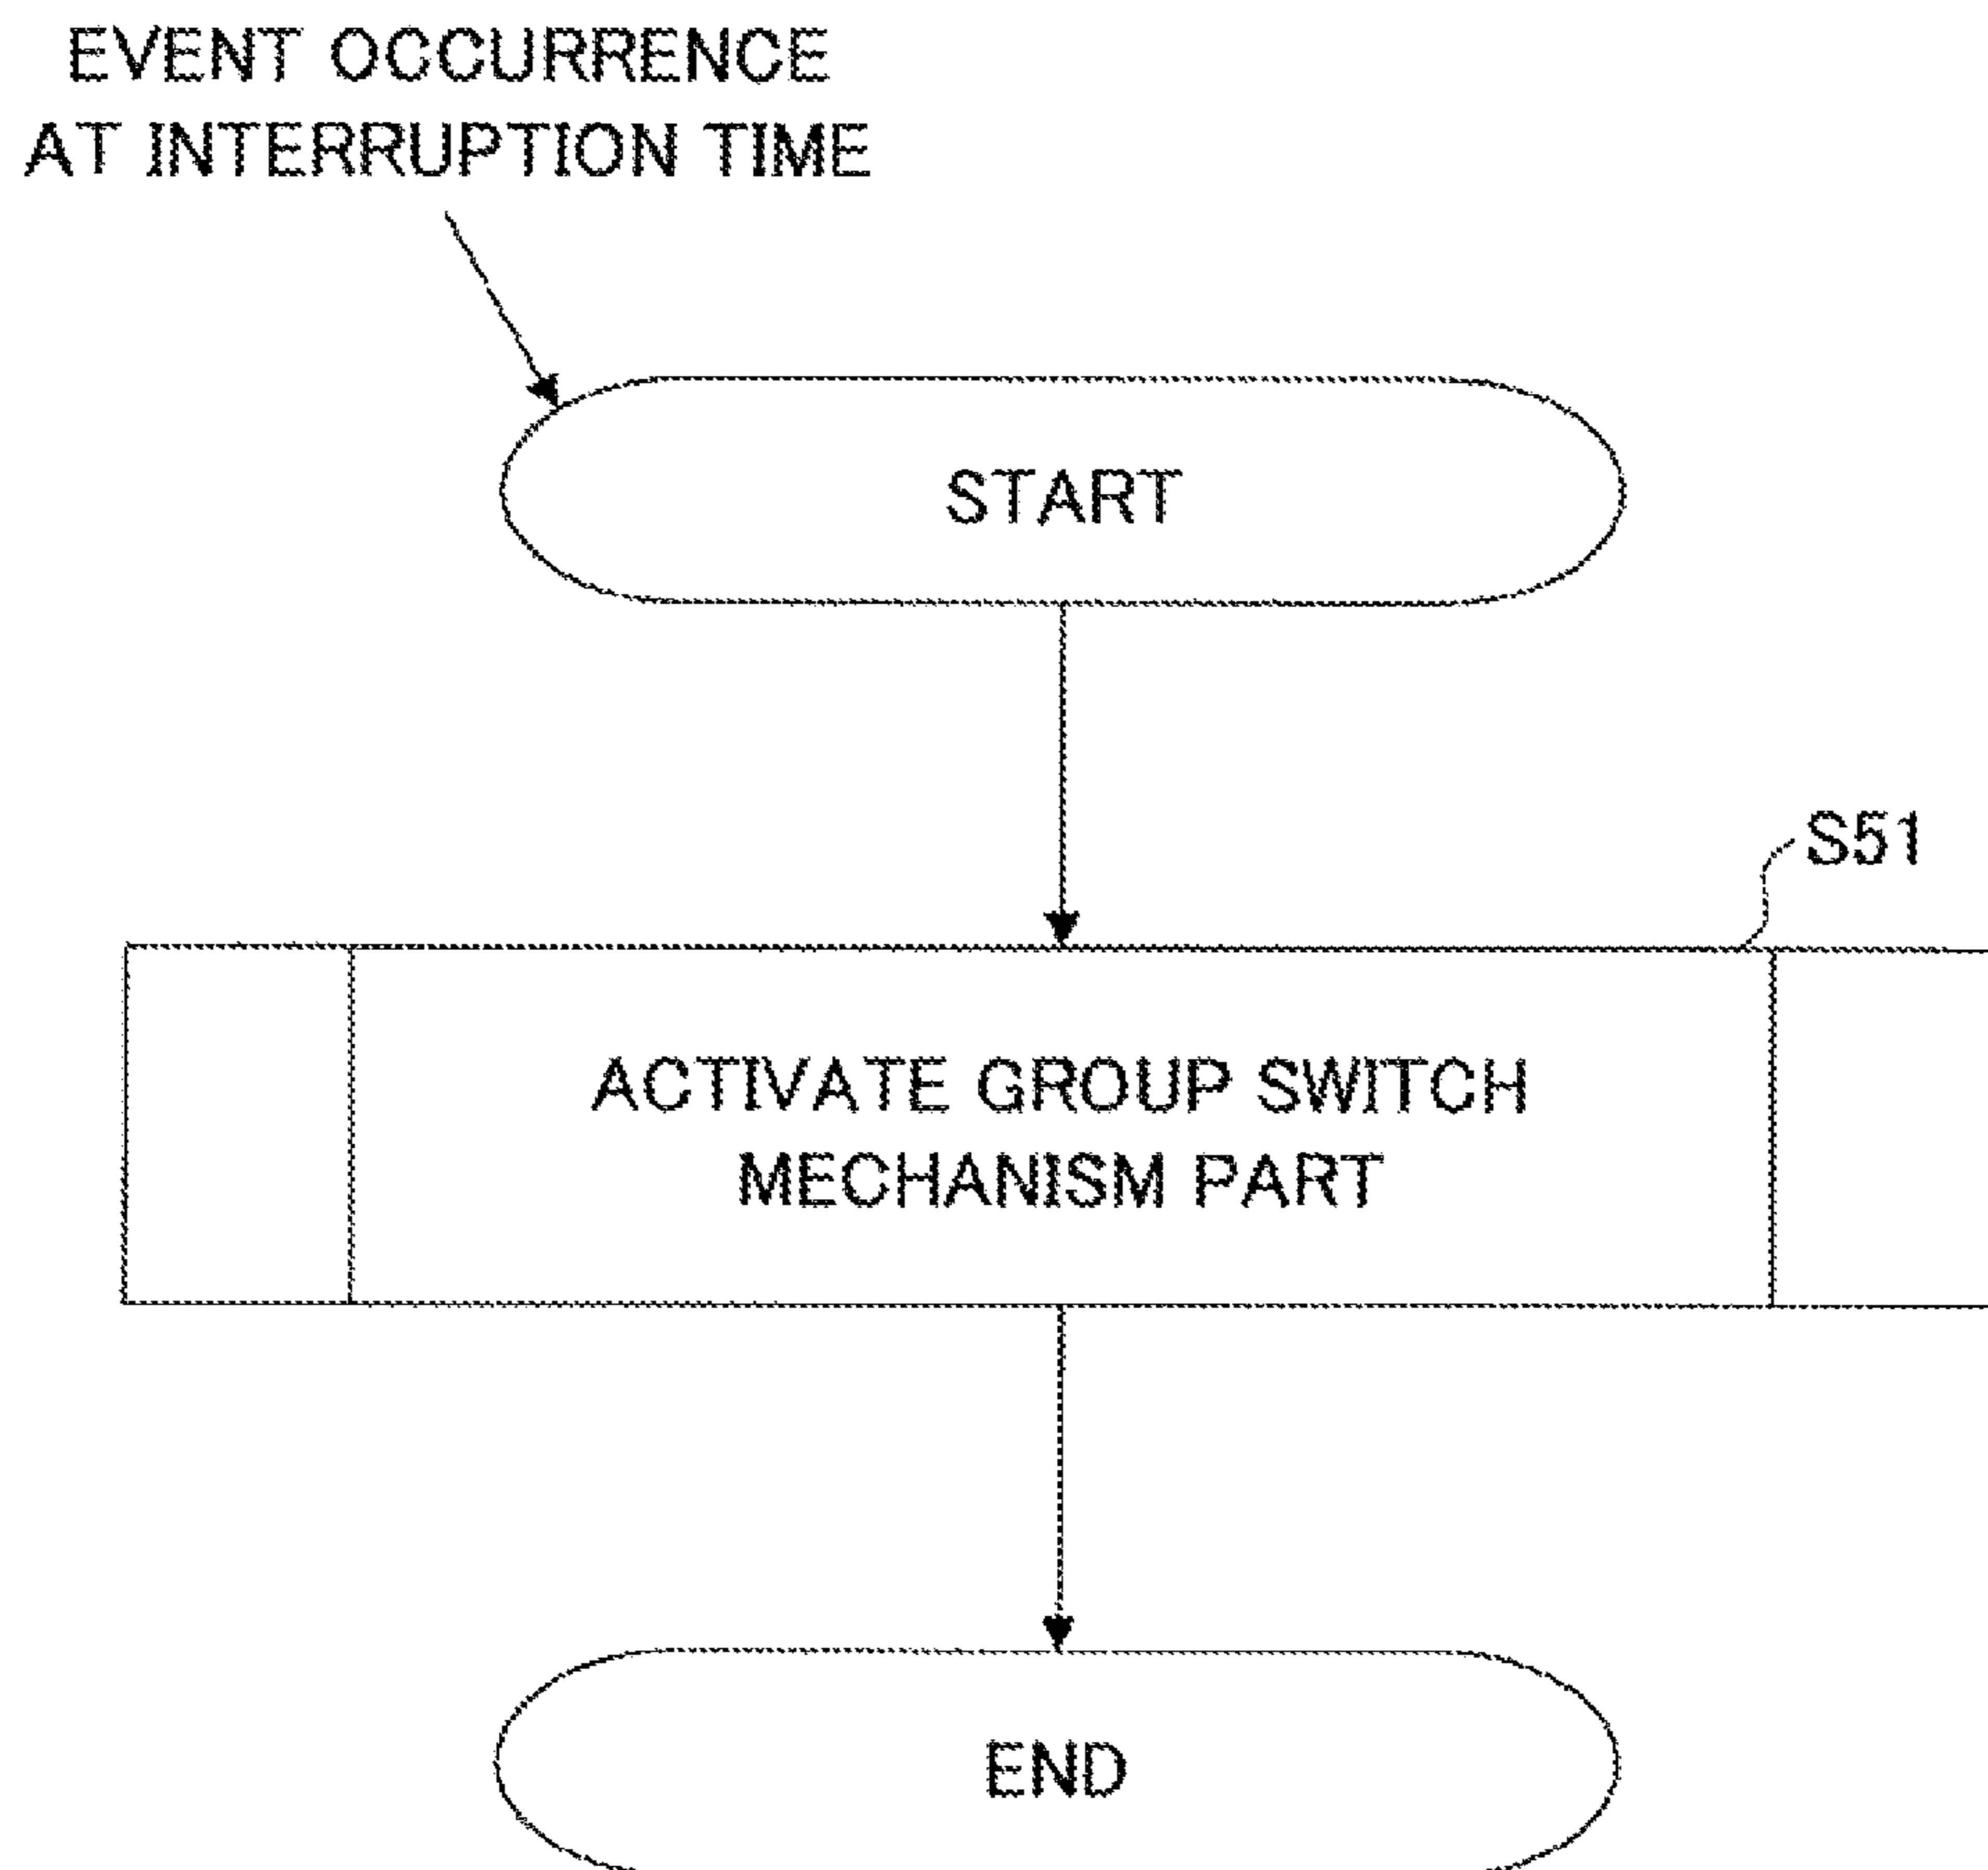 EVENT OCCURRENCE
AT INTERRUPTION TIME
START
S51
ACTIVATE GROUP SWITCH
MECHANISM PART
END